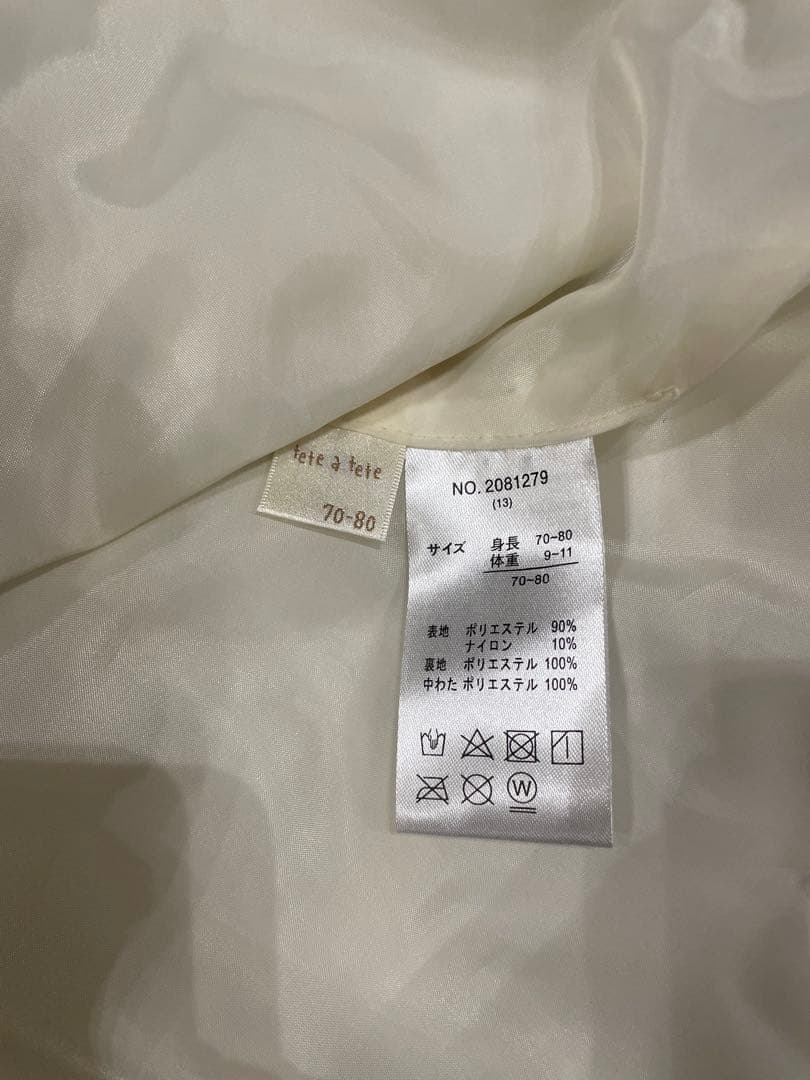 tete a tete
70-80
NO. 2081279
(13)
サイズ 身長 70-80
体重 9-11
70-80
表地 ポリエステル 90%
ナイロン 10%
裏地 ポリエステル 100%
中わた ポリエステル 100%
W